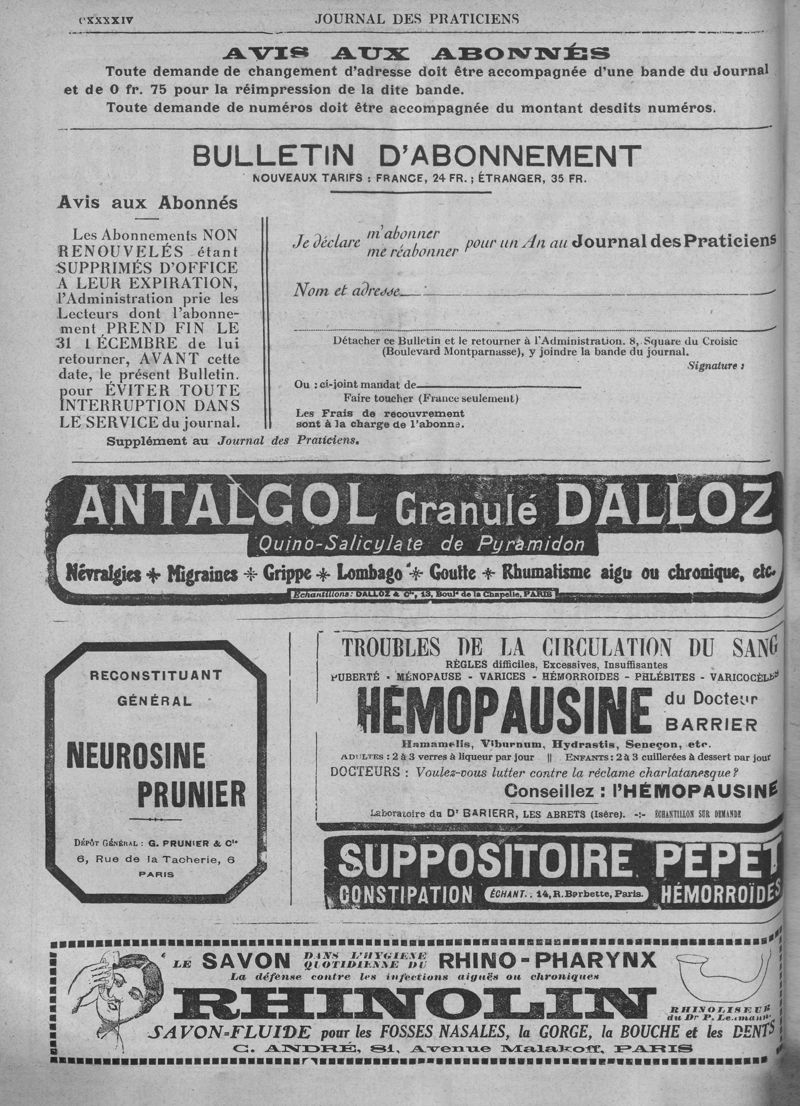 CXXXXIV
JOURNAL DES PRATICIENS
AVIS AUX ABONNÉS
Toute demande de changement d'adresse doit être accompagnée d'une bande du Journal
et de 0 fr. 75 pour la réimpression de la dite bande.
Toute demande de numéros doit être accompagnée du montant desdits numéros.
BULLETIN D'ABONNEMENT
NOUVEAUX TARIFS : FRANCE, 24 FR. ; ÉTRANGER, 35 FR.
Avis aux Abonnés
Les Abonnements NON
RENOUVELÉS étant
SUPPRIMÉS D'OFFICE
A LEUR EXPIRATION,
l'Administration prie les
Lecteurs dont l'abonne-
ment PREND FIN LE
31 DÉCEMBRE de lui
retourner, AVANT cette
date, le présent Bulletin.
pour ÉVITER TOUTE
INTERRUPTION DANS
LE SERVICE du journal.
Je déclare m'abonner
me réabonner pour un An au Journal des Praticiens
Nom et adresse
Détacher ce Bulletin et le retourner à l'Administration. 8, Square du Croisic
(Boulevard Montparnasse), y joindre la bande du journal.
Signature :
Ou : ci-joint mandat de
Faire toucher (France seulement)
Les Frais de recouvrement
sont à la charge de l'abonné.
Supplément au Journal des Praticiens.
ANTALGOL Granulé DALLOZ
Quino-Salicylate de Pyramidon
Névralgies ✢ Migraines ✢ Grippe ✢ Lombago ✢ Goutte ✢ Rhumatisme aigu ou chronique, etc.
Échantillons : DALLOZ & Cie, 13, Boul.d de la Chapelle, PARIS
RECONSTITUANT
GÉNÉRAL
NEUROSINE
PRUNIER
DÉPÔT GÉNÉRAL : G. PRUNIER & Cie
6, Rue de la Tacherie, 6
PARIS
TROUBLES DE LA CIRCULATION DU SANG
RÈGLES difficiles, Excessives, Insuffisantes
PUBERTÉ - MÉNOPAUSE - VARICES - HÉMORROIDES - PHLÉBITES - VARICOCÈLES
HÉMOPAUSINE du Docteur
BARRIER
Hamamelis, Viburnum, Hydrastis, Seneçon, etc.
ADULTES : 2 à 3 verres à liqueur par jour || ENFANTS : 2 à 3 cuillerées à dessert par jour
DOCTEURS : Voulez-vous lutter contre la réclame charlatanesque ?
Conseillez : l'HÉMOPAUSINE
Laboratoire du Dr BARIERR, LES ABRETS (Isère). -:- ÉCHANTILLON SUR DEMANDE
SUPPOSITOIRE PEPET
CONSTIPATION ÉCHANT. : 14, R. Barbette, Paris. HÉMORROÏDES
LE SAVON DANS L'HYGIÈNE
QUOTIDIENNE DU RHINO-PHARYNX
La défense contre les infections aiguës ou chroniques
RHINOLIN
RHINOLISEUR
du Dr P. Lehmann
SAVON-FLUIDE pour les FOSSES NASALES, la GORGE, la BOUCHE et les DENTS
C. ANDRÉ, 81, Avenue Malakoff, PARIS